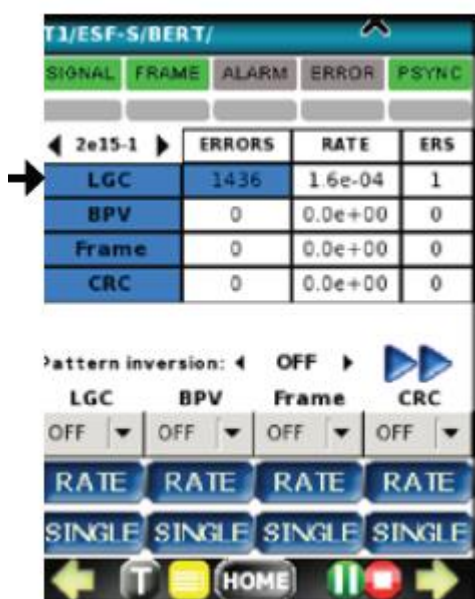 T1/ESF-S/BERT/
SIGNAL FRAME ALARM ERROR PSYNC
2e15-1 ERRORS RATE ERS
LGC 1436 1.6e-04 1
BPV 0 0.0e+00 0
Frame 0 0.0e+00 0
CRC 0 0.0e+00 0
Pattern inversion: OFF
LGC BPV Frame CRC
OFF OFF OFF OFF
RATE RATE RATE RATE
SINGLE SINGLE SINGLE SINGLE
T HOME